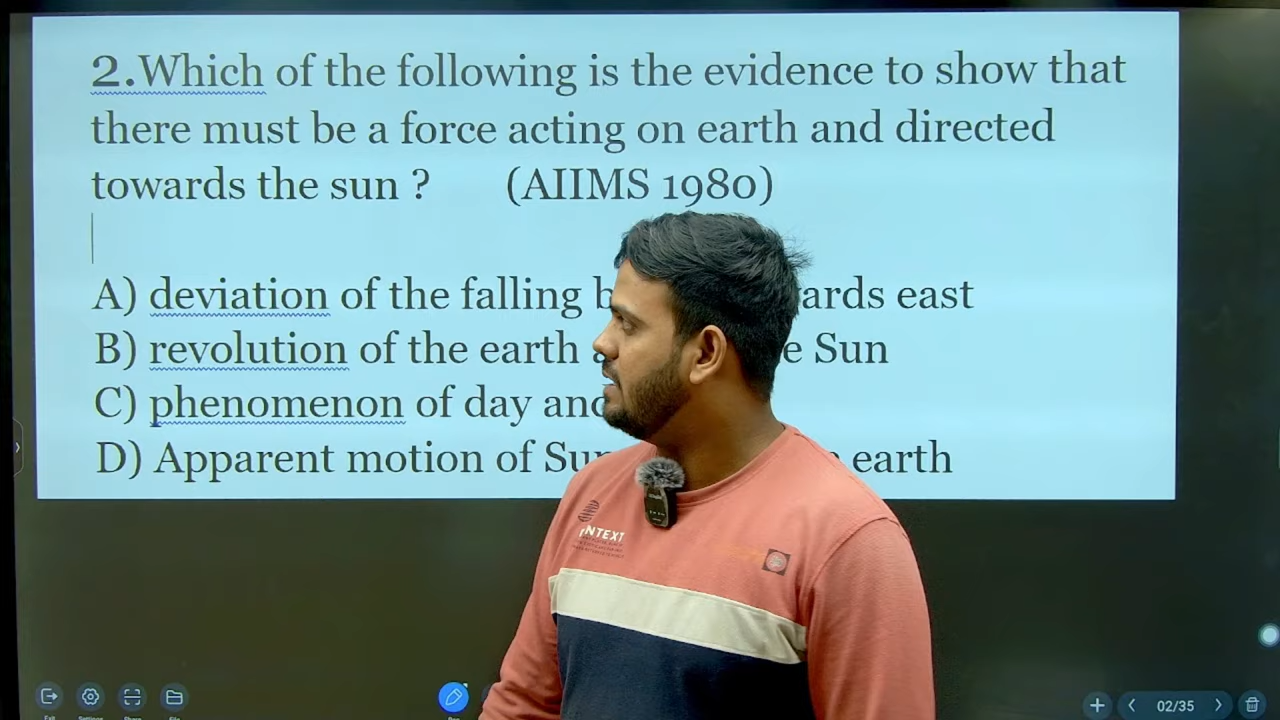 2.Which of the following is the evidence to show that
there must be a force acting on earth and directed
towards the sun ? (AIIMS 1980)
A) deviation of the falling ards east
B) revolution of the earth Sun
C) phenomenon of day and
D) Apparent motion of earth
NTEXT
02/35